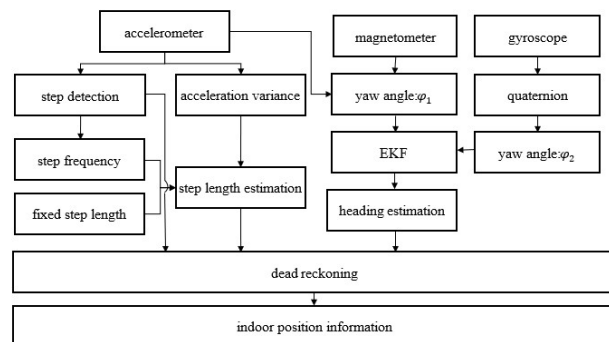 accelerometer
magnetometer
gyroscope
step detection
acceleration variance
yaw angle:φ₁
quaternion
step frequency
EKF
yaw angle:φ₂
step length estimation
fixed step length
heading estimation
dead reckoning
indoor position information